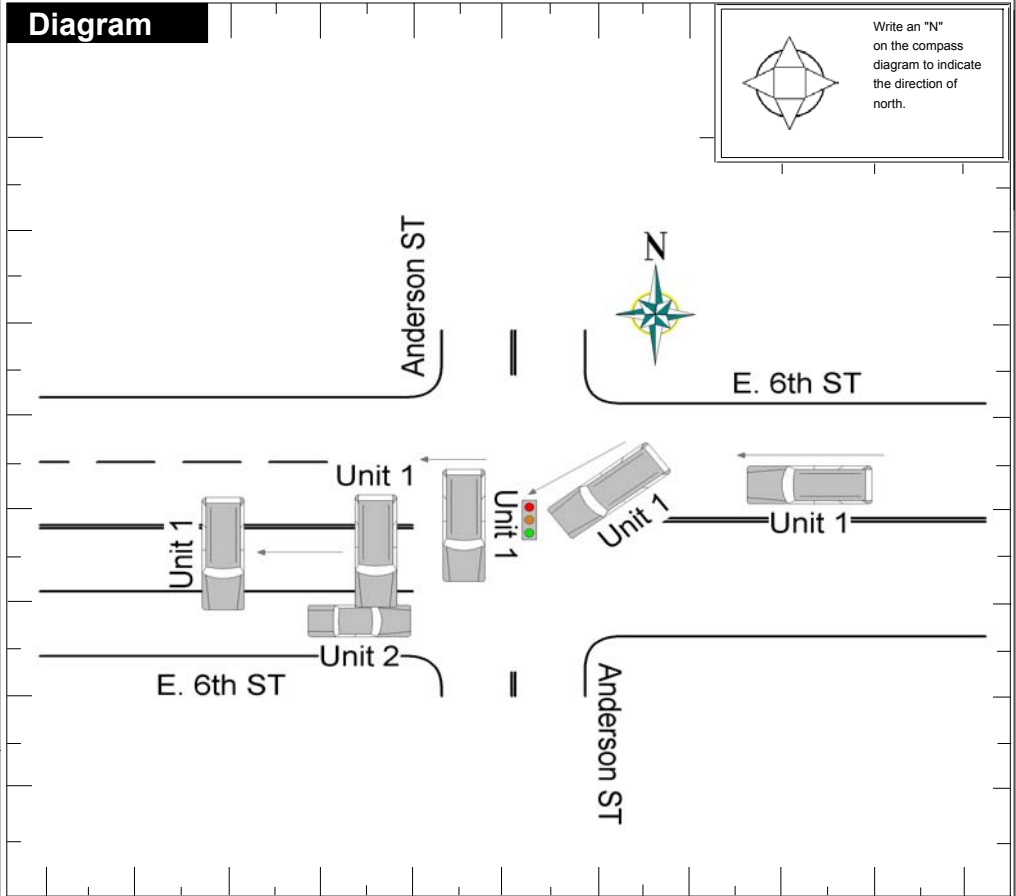 Diagram
Write an "N"
on the compass
diagram to indicate
the direction of
north.
Anderson ST
N
E. 6th ST
Unit 1
Unit 1
Unit 1
Unit 1
Unit 1
Unit 2
E. 6th ST
Anderson ST